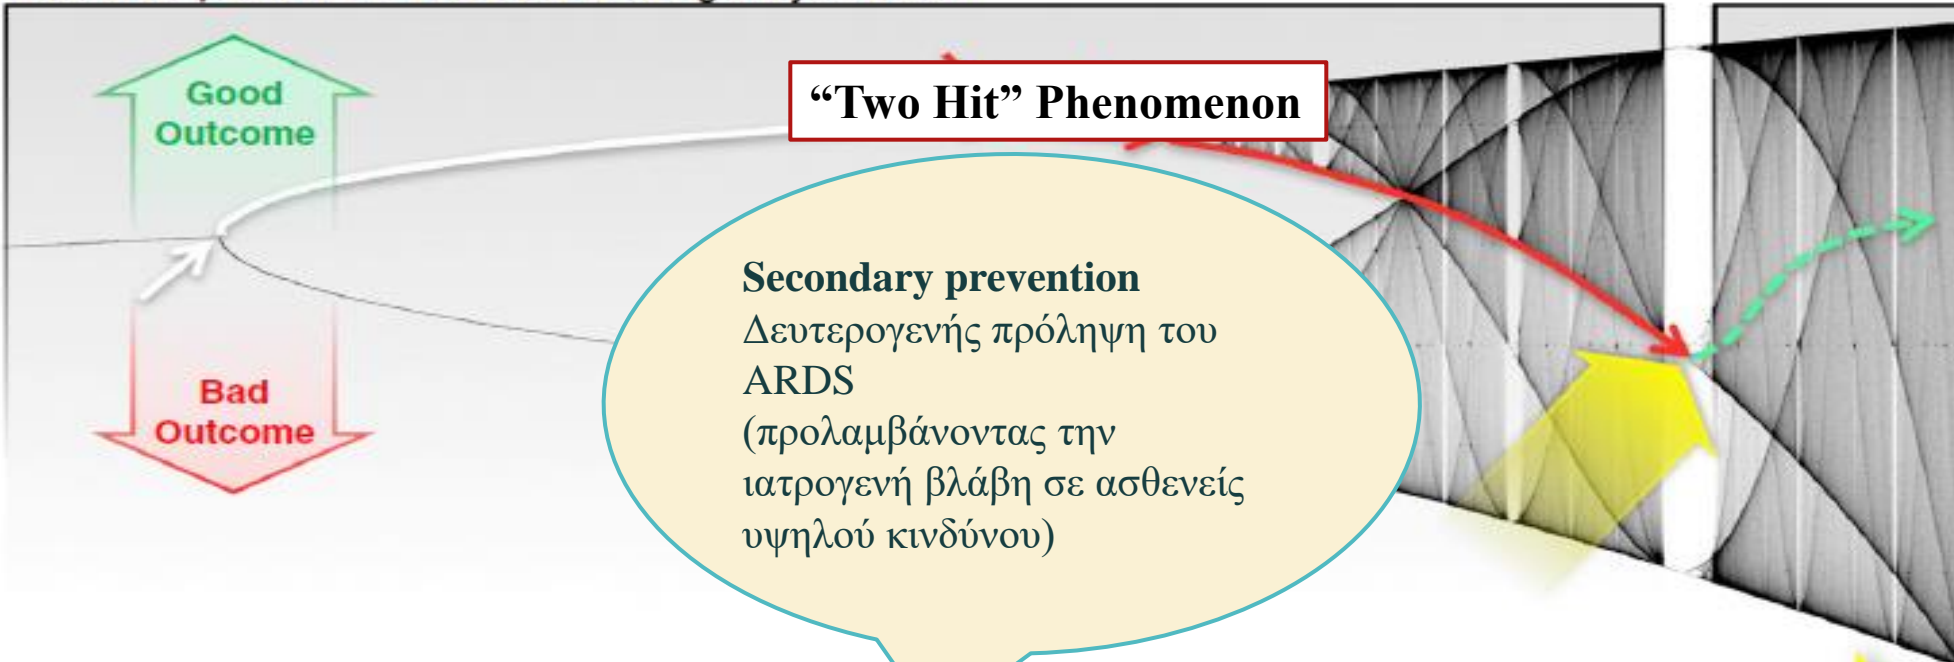 “Two Hit” Phenomenon
Good
Outcome
Secondary prevention
Δευτερογενής πρόληψη του
ARDS
(προλαμβάνοντας την
ιατρογενή βλάβη σε ασθενείς
υψηλού κινδύνου)
Bad
Outcome